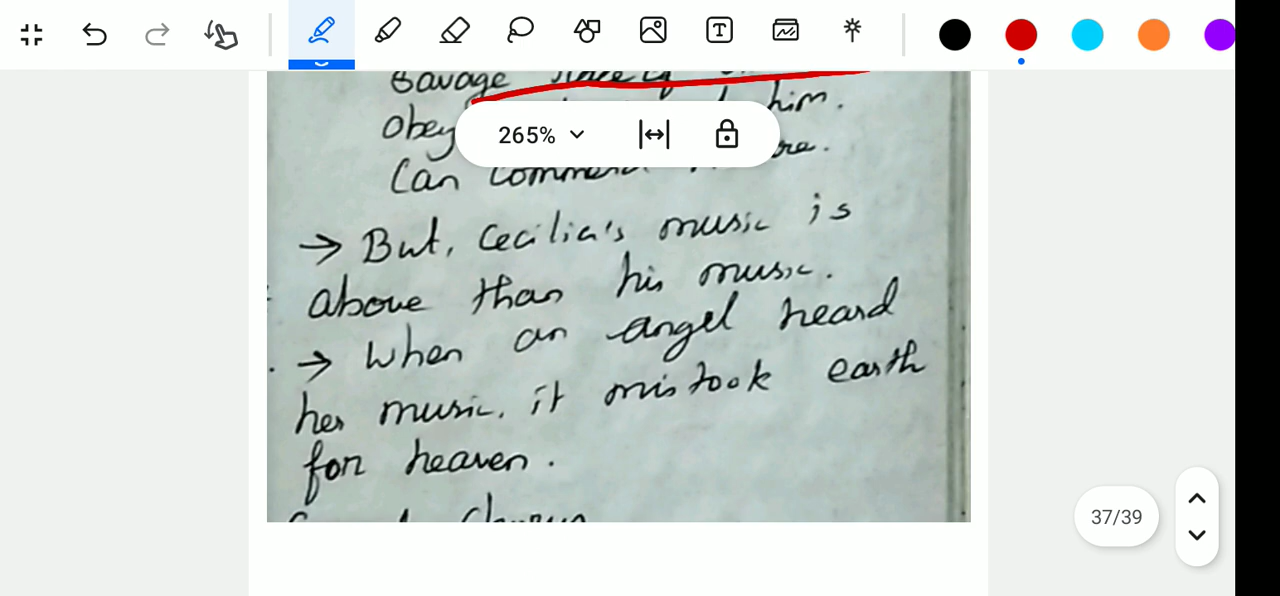 Savage
Obey him.
265%
Can
→ But, Cecilia's music is
above than his music.
→ When an angel heard
her music, it mistook earth
for heaven.
37/39